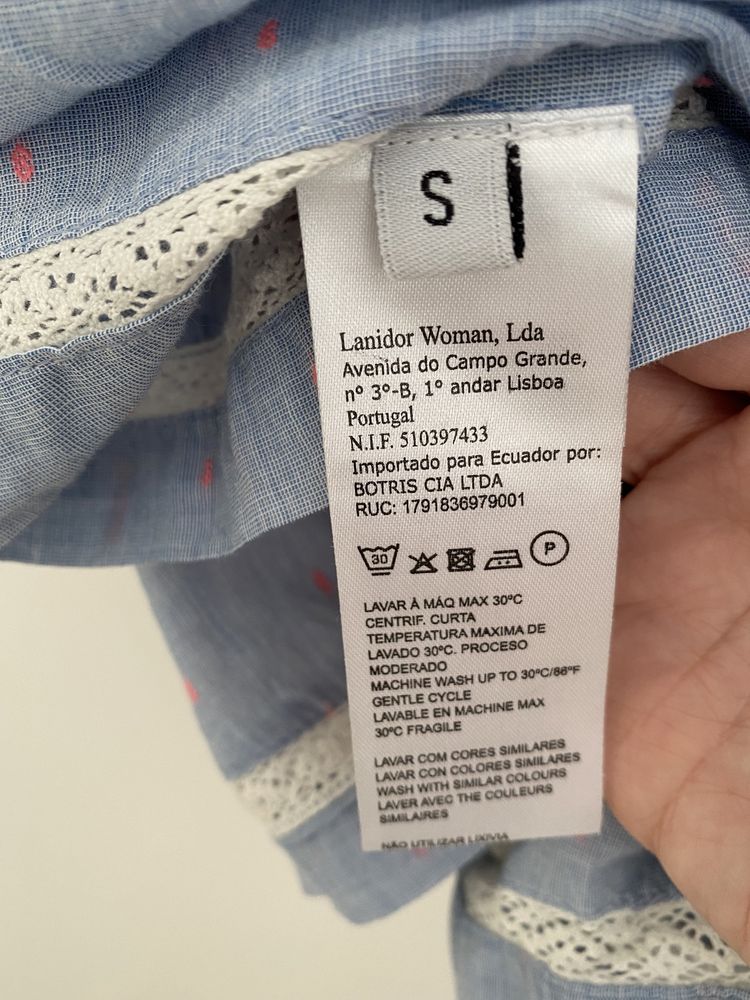 S
Lanidor Woman, Lda
Avenida do Campo Grande,
nº 3º-B, 1º andar Lisboa
Portugal
N.I.F. 510397433
Importado para Ecuador por:
BOTRIS CIA LTDA
RUC: 1791836979001
30 P
LAVAR À MÁQ MAX 30ºC
CENTRIF. CURTA
TEMPERATURA MAXIMA DE
LAVADO 30ºC. PROCESO
MODERADO
MACHINE WASH UP TO 30ºC/86ºF
GENTLE CYCLE
LAVABLE EN MACHINE MAX
30ºC FRAGILE
LAVAR COM CORES SIMILARES
LAVAR CON COLORES SIMILARES
WASH WITH SIMILAR COLOURS
LAVER AVEC THE COULEURS
SIMILAIRES
NÃO UTILIZAR LIXIVIA